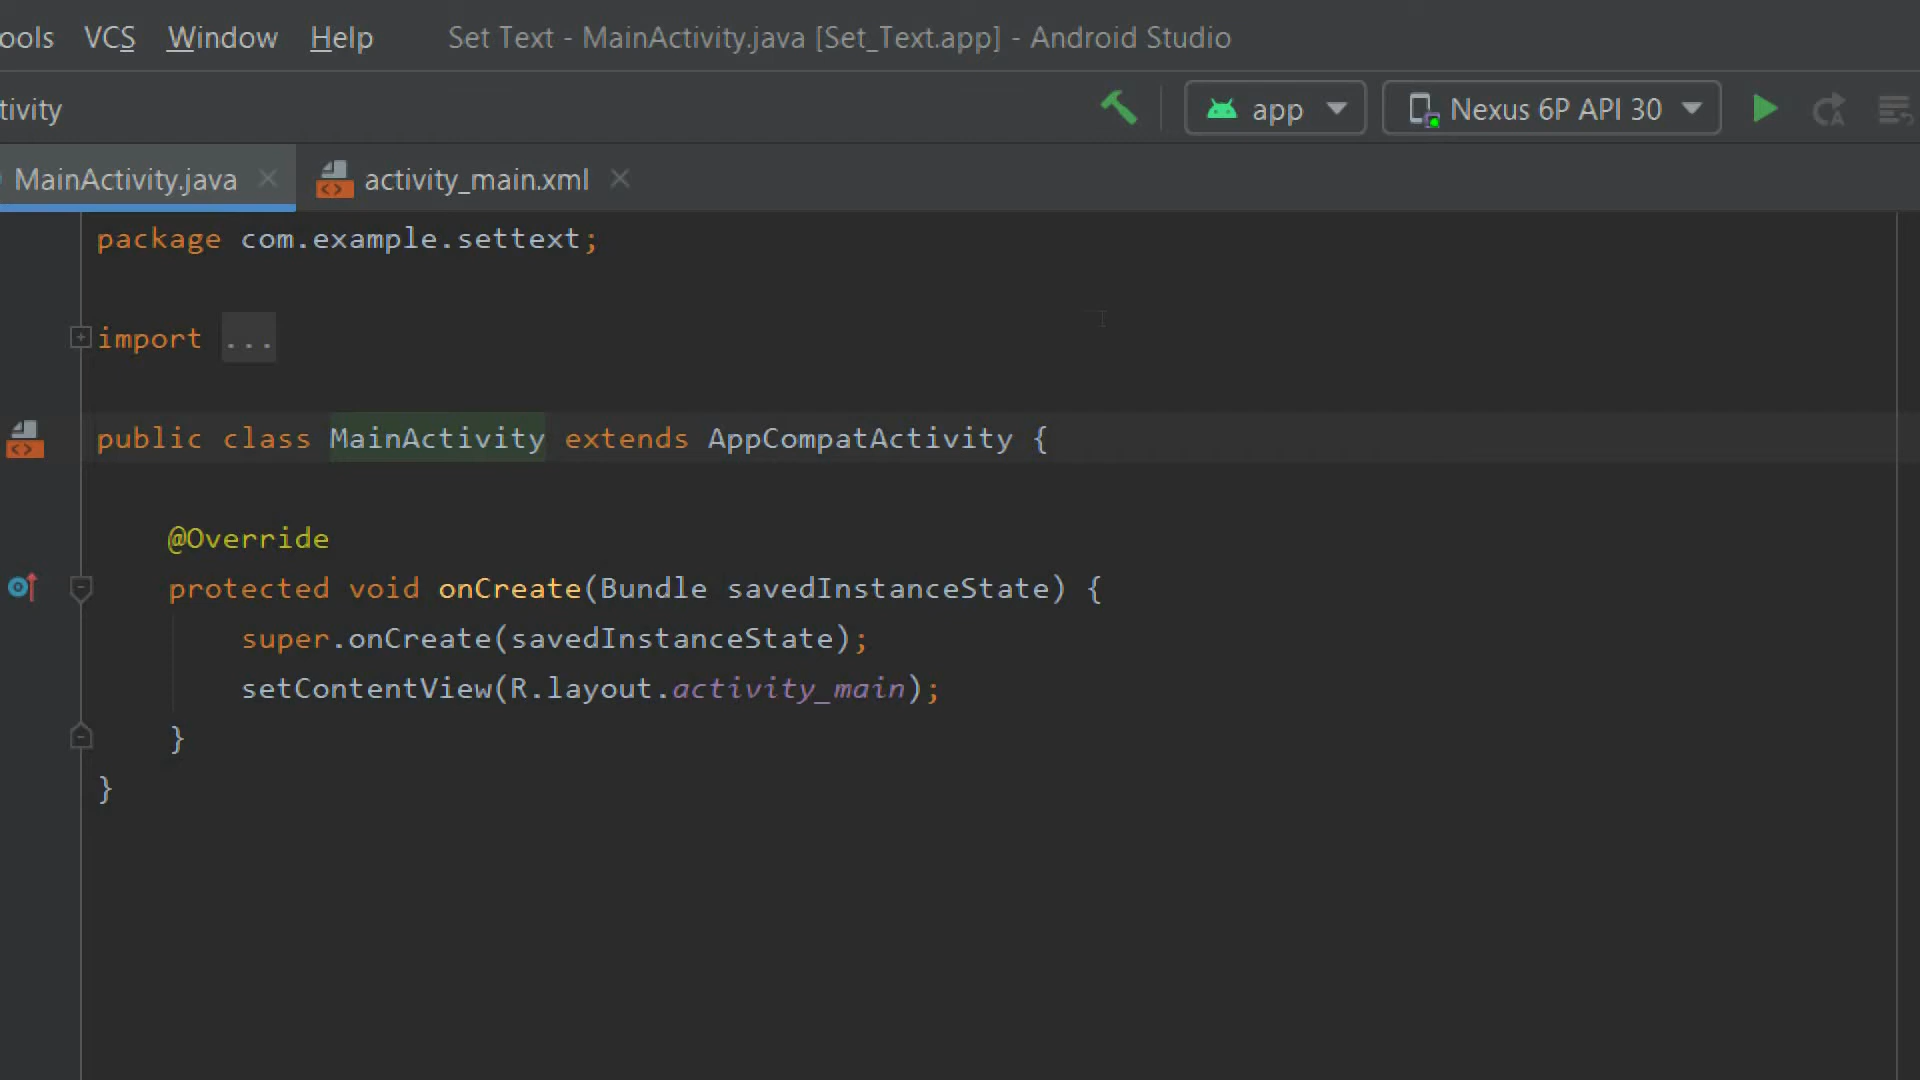 ools VCS Window Help Set Text - MainActivity.java [Set_Text.app] - Android Studio
tivity app Nexus 6P API 30
MainActivity.java activity_main.xml
package com.example.settext;
import ...
public class MainActivity extends AppCompatActivity {
@Override
protected void onCreate(Bundle savedInstanceState) {
super.onCreate(savedInstanceState);
setContentView(R.layout.activity_main);
}
}